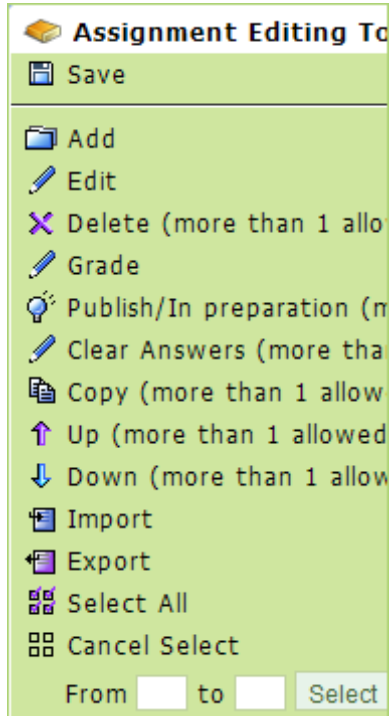 Assignment Editing To
Save
Add
Edit
Delete (more than 1 allo
Grade
Publish/In preparation (m
Clear Answers (more tha
Copy (more than 1 allow
Up (more than 1 allowed
Down (more than 1 allow
Import
Export
Select All
Cancel Select
From to Select